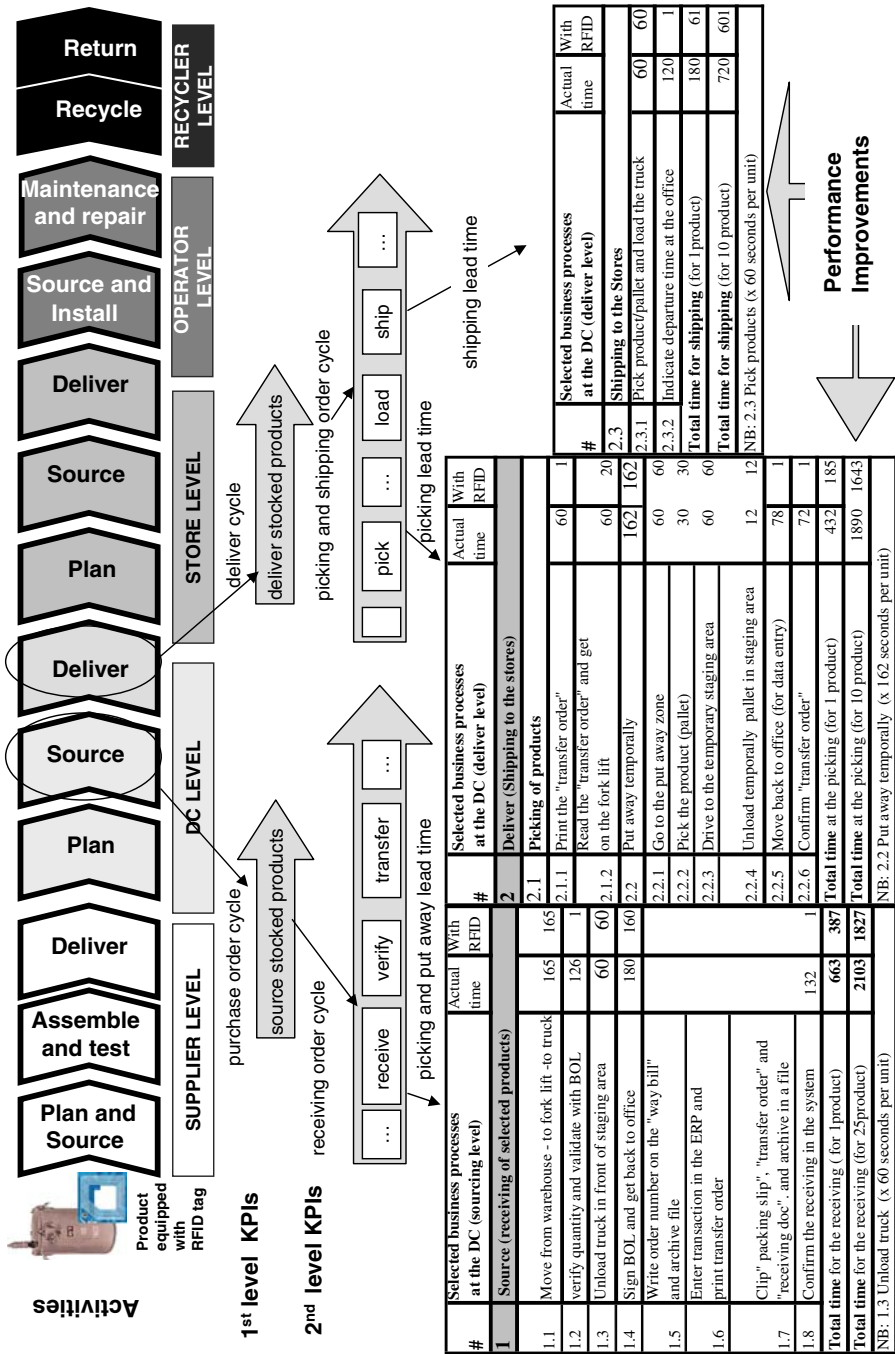 Activities
Product
equipped
with
RFID tag
Plan and
Source
Assemble
and test
Deliver
Plan
Source
Deliver
Plan
Source
Deliver
Source and
Install
Maintenance
and repair
Recycle
Return
SUPPLIER LEVEL
DC LEVEL
STORE LEVEL
OPERATOR
LEVEL
RECYCLER
LEVEL
1st level KPIs
purchase order cycle
source stocked products
deliver cycle
deliver stocked products
2nd level KPIs
receiving order cycle
picking and shipping order cycle
... receive verify transfer ...
pick ... load ship ...
picking and put away lead time
picking lead time
shipping lead time
# Selected business processes
at the DC (sourcing level) Actual
time With
RFID
1 Source (receiving of selected products)
1.1 Move from warehouse - to fork lift -to truck 165 165
1.2 verify quantity and validate with BOL 126 1
1.3 Unload truck in front of staging area 60 60
1.4 Sign BOL and get back to office 180 160
Write order number on the "way bill"
1.5 and archive file
Enter transaction in the ERP and
1.6 print transfer order
Clip" packing slip", "transfer order" and
1.7 "receiving doc". and archive in a file
1.8 Confirm the receiving in the system 132 1
Total time for the receiving ( for 1product) 663 387
Total time for the receiving (for 25product) 2103 1827
NB: 1.3 Unload truck (x 60 seconds per unit)
# Selected business processes
at the DC (deliver level) Actual
time With
RFID
2 Deliver (Shipping to the stores)
2.1 Picking of products
2.1.1 Print the "transfer order" 60 1
Read the "transfer order" and get
2.1.2 on the fork lift 60 20
2.2 Put away temporally 162 162
2.2.1 Go to the put away zone 60 60
2.2.2 Pick the product (pallet) 30 30
2.2.3 Drive to the temporary staging area 60 60
2.2.4 Unload temporally pallet in staging area 12 12
2.2.5 Move back to office (for data entry) 78 1
2.2.6 Confirm "transfer order" 72 1
Total time at the picking (for 1 product) 432 185
Total time at the picking (for 10 product) 1890 1643
NB: 2.2 Put away temporally (x 162 seconds per unit)
# Selected business processes
at the DC (deliver level) Actual
time With
RFID
2.3 Shipping to the Stores
2.3.1 Pick product/pallet and load the truck 60 60
2.3.2 Indicate departure time at the office 120 1
Total time for shipping (for 1product) 180 61
Total time for shipping (for 10 product) 720 601
NB: 2.3 Pick products (x 60 seconds per unit)
Performance
Improvements